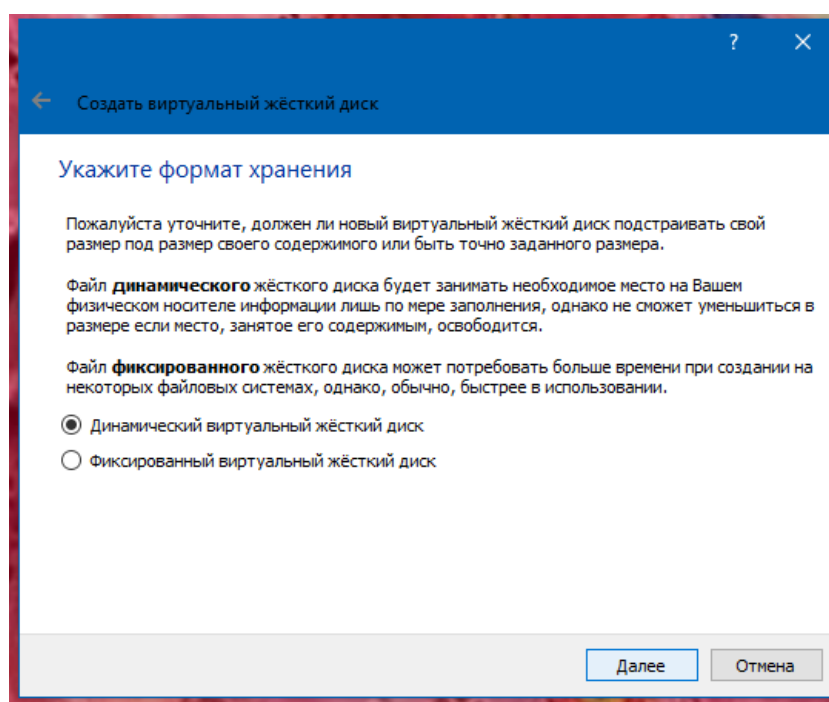 ?
Создать виртуальный жёсткий диск
Укажите формат хранения
Пожалуйста уточните, должен ли новый виртуальный жёсткий диск подстраивать свой
размер под размер своего содержимого или быть точно заданного размера.
Файл динамического жёсткого диска будет занимать необходимое место на Вашем
физическом носителе информации лишь по мере заполнения, однако не сможет уменьшиться в
размере если место, занятое его содержимым, освободится.
Файл фиксированного жёсткого диска может потребовать больше времени при создании на
некоторых файловых системах, однако, обычно, быстрее в использовании.
Динамический виртуальный жёсткий диск
Фиксированный виртуальный жёсткий диск
Далее Отмена